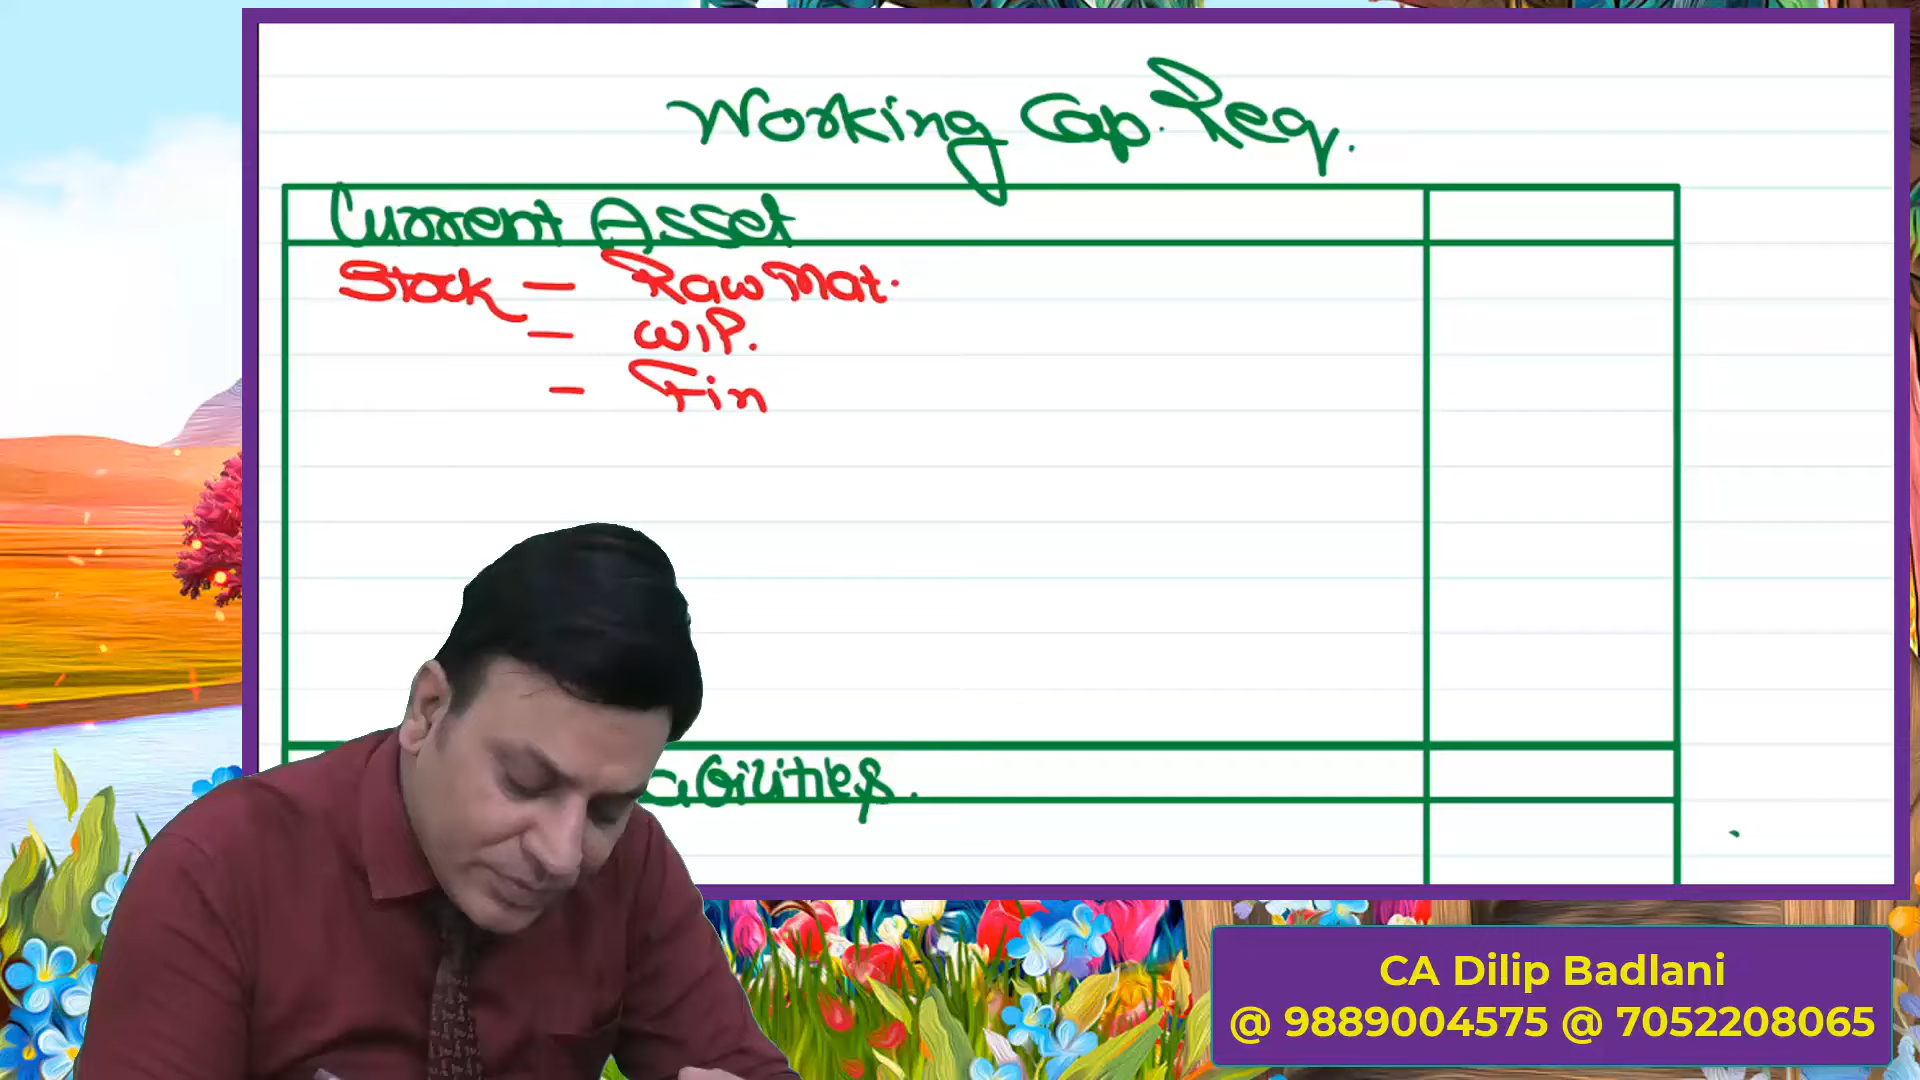 Working Cap. Req.
Current Asset
Stock - Raw Mat.
- WIP.
- Fin
abilities.
CA Dilip Badlani
@ 9889004575 @ 7052208065